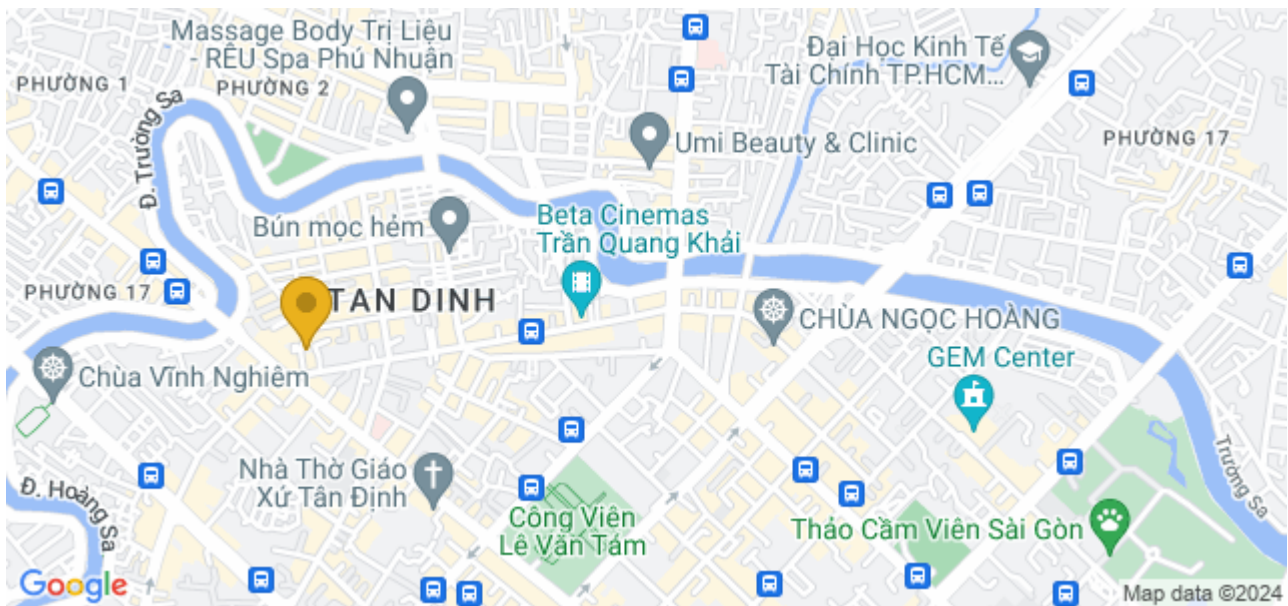 Massage Body Trị Liệu
- RÊU Spa Phú Nhuận
Đại Học Kinh Tế
Tài Chính TP.HCM...
PHƯỜNG 1
PHƯỜNG 2
Đ. Trường Sa
Umi Beauty & Clinic
PHƯỜNG 17
Bún mọc hẻm
Beta Cinemas
Trần Quang Khải
PHƯỜNG 17
TAN DINH
CHÙA NGỌC HOÀNG
GEM Center
Chùa Vĩnh Nghiêm
Nhà Thờ Giáo
Xứ Tân Định
Đ. Hoàng Sa
Công Viên
Lê Văn Tám
Thảo Cầm Viên Sài Gòn
Trường Sa
Google
Map data ©2024